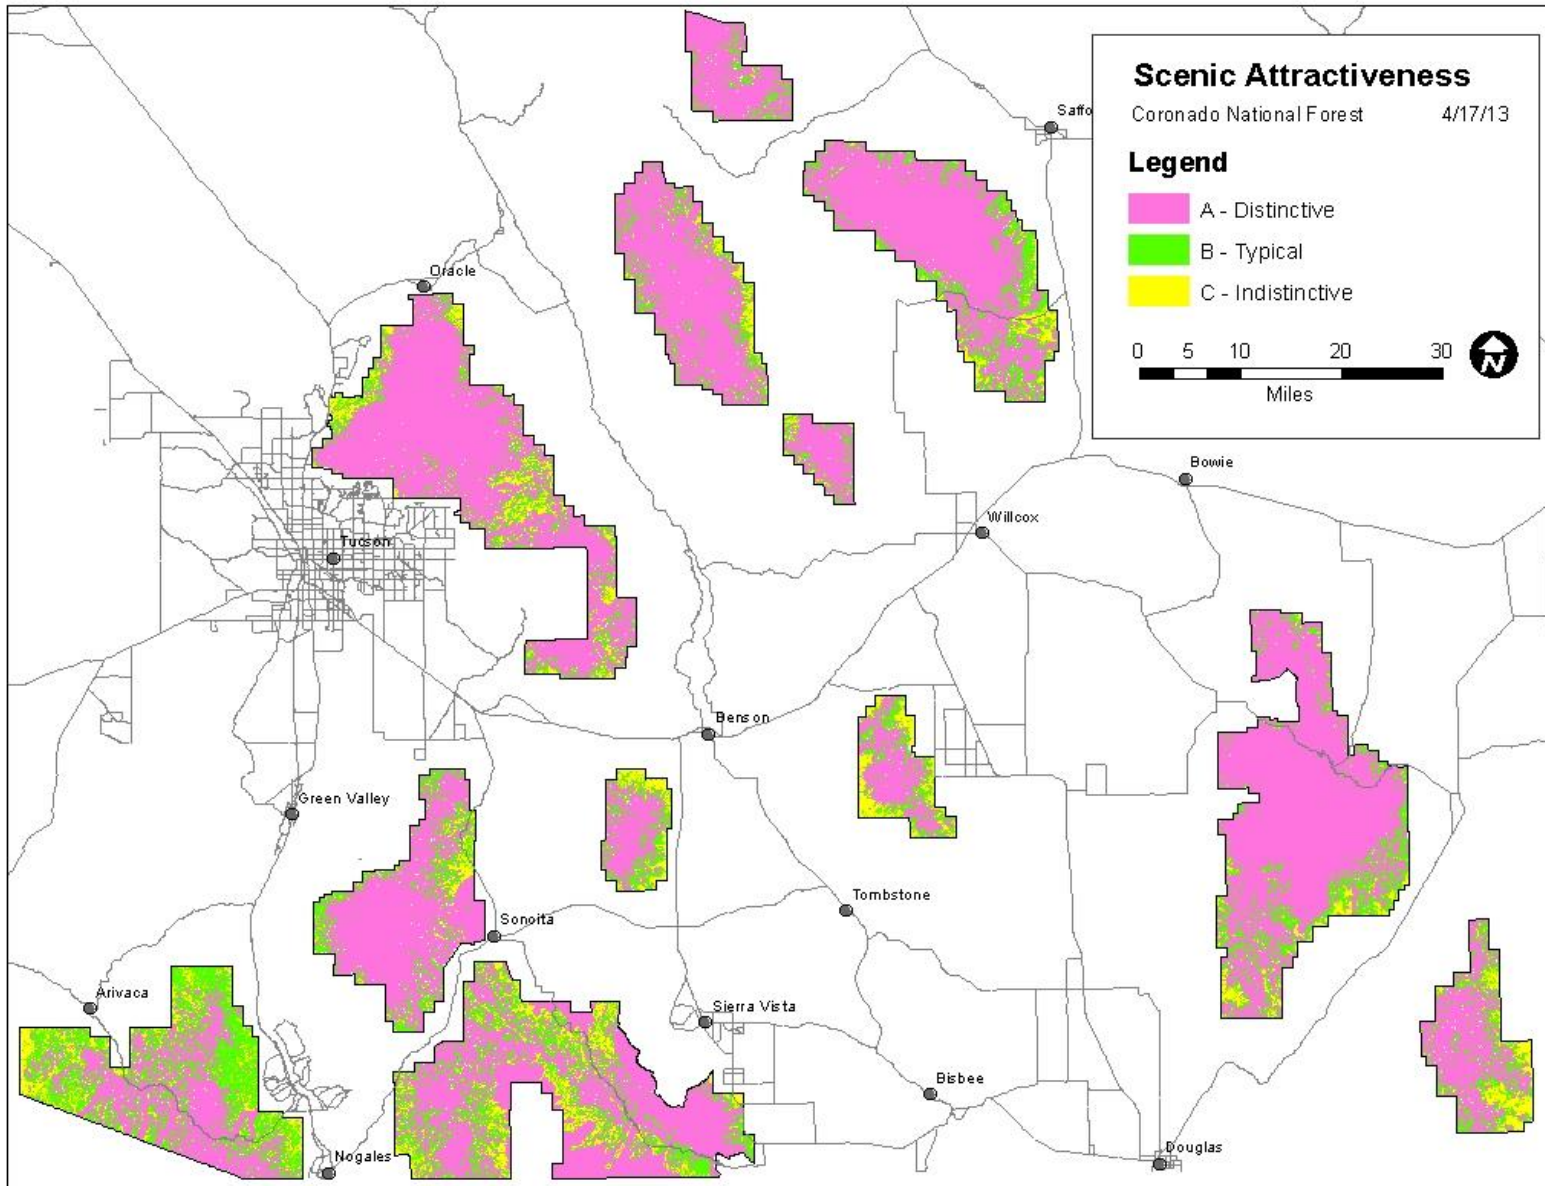 Scenic Attractiveness
Coronado National Forest 4/17/13
Legend
A - Distinctive
B - Typical
C - Indistinctive
0 5 10 20 30
Miles
N
Saffo
Oracle
Bowie
Willcox
Tucson
Benson
Green Valley
Tombstone
Sonoita
Arivaca
Sierra Vista
Bisbee
Douglas
Nogales